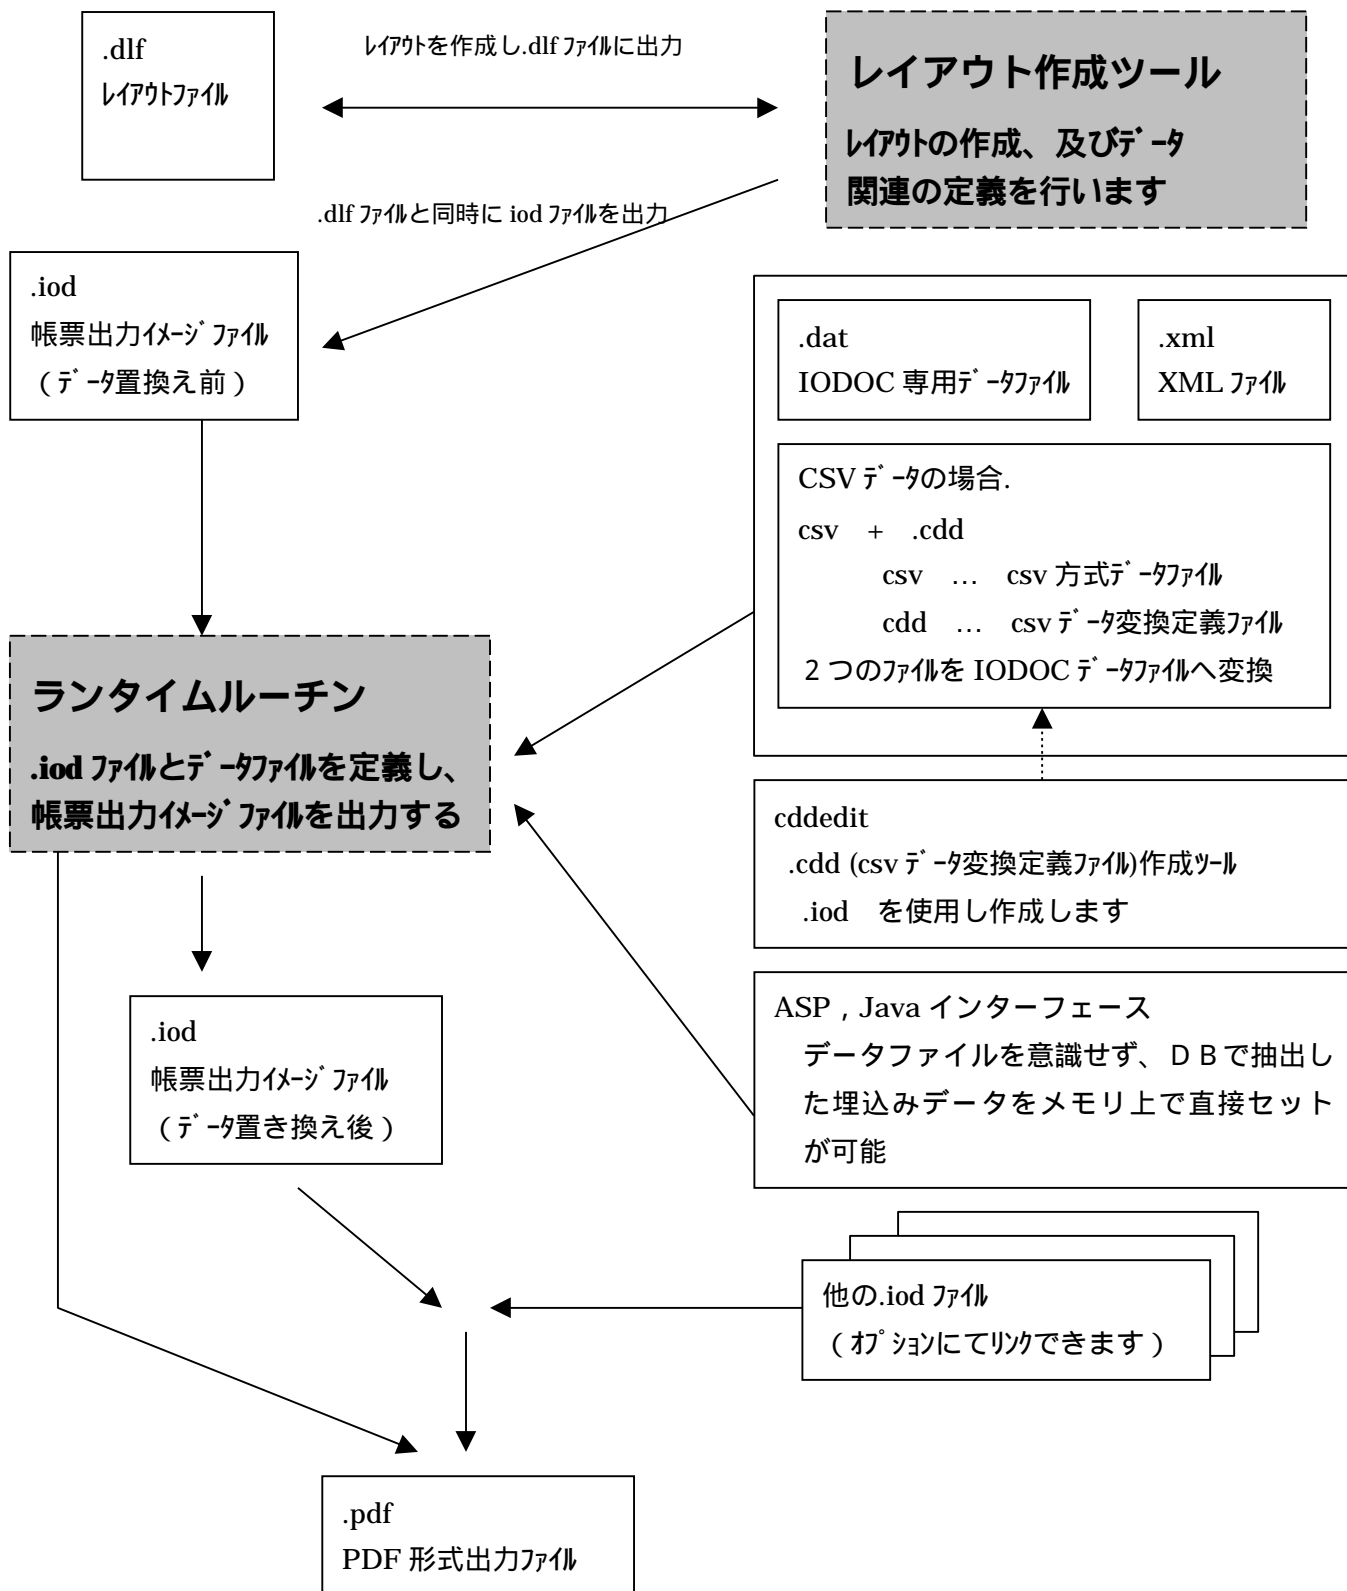 .dlf
ﾚｲｱｳﾄﾌｧｲﾙ
ﾚｲｱｳﾄを作成し.dlf ﾌｧｲﾙに出力
レイアウト作成ツール
ﾚｲｱｳﾄの作成、及びﾃﾞｰﾀ
関連の定義を行います
.dlf ﾌｧｲﾙと同時に iod ﾌｧｲﾙを出力
.iod
帳票出力ｲﾒｰｼﾞﾌｧｲﾙ
（ﾃﾞｰﾀ置換え前）
.dat
IODOC 専用ﾃﾞｰﾀﾌｧｲﾙ
.xml
XML ﾌｧｲﾙ
CSV ﾃﾞｰﾀの場合.
csv　+　.cdd
csv　…　csv 方式ﾃﾞｰﾀﾌｧｲﾙ
cdd　…　csv ﾃﾞｰﾀ変換定義ﾌｧｲﾙ
２つのﾌｧｲﾙを IODOC ﾃﾞｰﾀﾌｧｲﾙへ変換
ランタイムルーチン
.iod ﾌｧｲﾙとﾃﾞｰﾀﾌｧｲﾙを定義し、
帳票出力ｲﾒｰｼﾞﾌｧｲﾙを出力する
cddedit
.cdd (csv ﾃﾞｰﾀ変換定義ﾌｧｲﾙ)作成ﾂｰﾙ
.iod　を使用し作成します
ASP , Java インターフェース
データファイルを意識せず、ＤＢで抽出し
た埋込みデータをメモリ上で直接セット
が可能
.iod
帳票出力ｲﾒｰｼﾞﾌｧｲﾙ
（ﾃﾞｰﾀ置き換え後）
他の.iod ﾌｧｲﾙ
（ｵﾌﾟｼｮﾝにてﾘﾝｸできます）
.pdf
PDF 形式出力ﾌｧｲﾙ